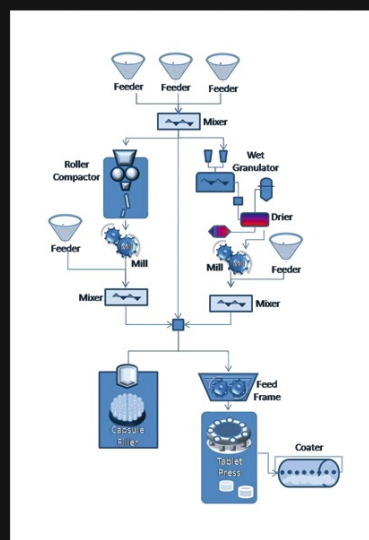 Feeder Feeder Feeder
Mixer
Roller
Compactor
Wet
Granulator
Drier
Feeder
Mill
Mill
Feeder
Mixer
Mixer
Feed
Frame
Capsule
Filler
Tablet
Press
Coater